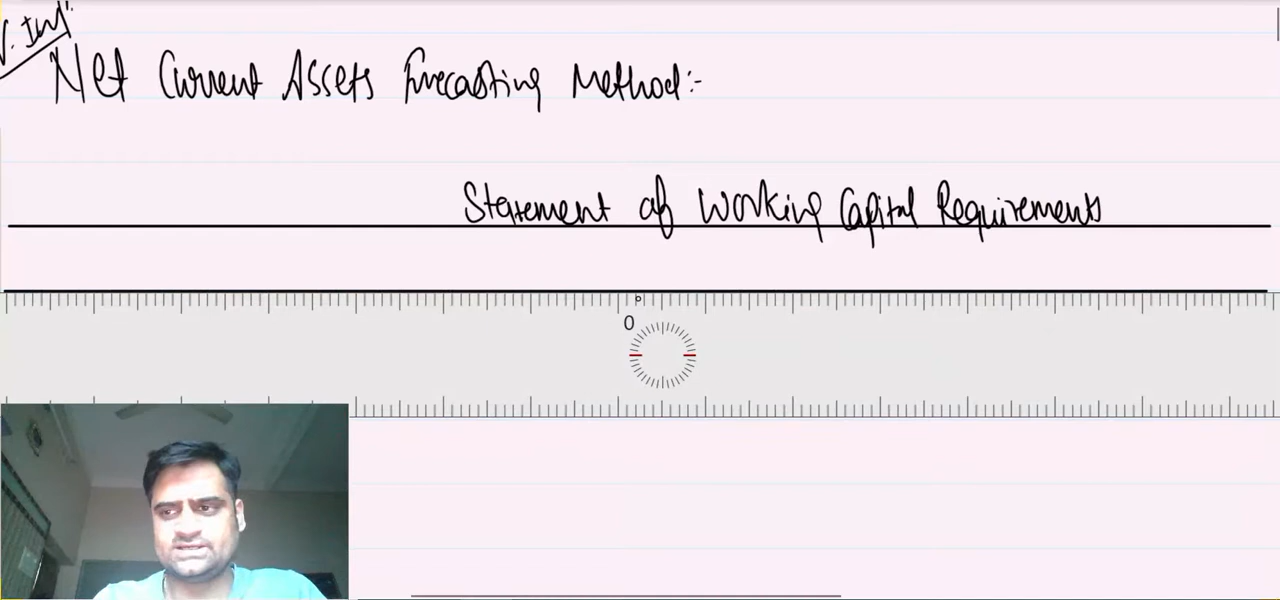 V. Imp:
Net Current Assets Forecasting Method:-
Statement of Working Capital Requirements
0